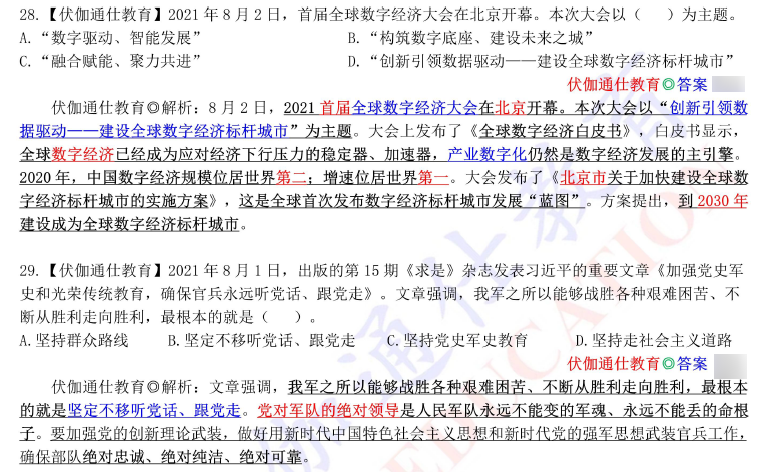 28.【伏伽通仕教育】2021 年 8 月 2 日，首届全球数字经济大会在北京开幕。本次大会以（　　）为主题。
A.“数字驱动、智能发展”　　B.“构筑数字底座、建设未来之城”
C.“融合赋能、聚力共进”　　D.“创新引领数据驱动——建设全球数字经济标杆城市”
伏伽通仕教育◎答案
伏伽通仕教育◎解析：8 月 2 日，2021 首届全球数字经济大会在北京开幕。本次大会以“创新引领数
据驱动——建设全球数字经济标杆城市”为主题。大会上发布了《全球数字经济白皮书》，白皮书显示，
全球数字经济已经成为应对经济下行压力的稳定器、加速器，产业数字化仍然是数字经济发展的主引擎。
2020 年，中国数字经济规模位居世界第二；增速位居世界第一。大会发布了《北京市关于加快建设全球数
字经济标杆城市的实施方案》，这是全球首次发布数字经济标杆城市发展“蓝图”。方案提出，到 2030 年
建设成为全球数字经济标杆城市。
29.【伏伽通仕教育】2021 年 8 月 1 日，出版的第 15 期《求是》杂志发表习近平的重要文章《加强党史军
史和光荣传统教育，确保官兵永远听党话、跟党走》。文章强调，我军之所以能够战胜各种艰难困苦、不
断从胜利走向胜利，最根本的就是（　　）。
A.坚持群众路线　　B.坚定不移听党话、跟党走　　C.坚持党史军史教育　　D.坚持走社会主义道路
伏伽通仕教育◎答案
伏伽通仕教育◎解析：文章强调，我军之所以能够战胜各种艰难困苦、不断从胜利走向胜利，最根本
的就是坚定不移听党话、跟党走。党对军队的绝对领导是人民军队永远不能变的军魂、永远不能丢的命根
子。要加强党的创新理论武装，做好用新时代中国特色社会主义思想和新时代党的强军思想武装官兵工作，
确保部队绝对忠诚、绝对纯洁、绝对可靠。
伽通仕教育
EDUCATION